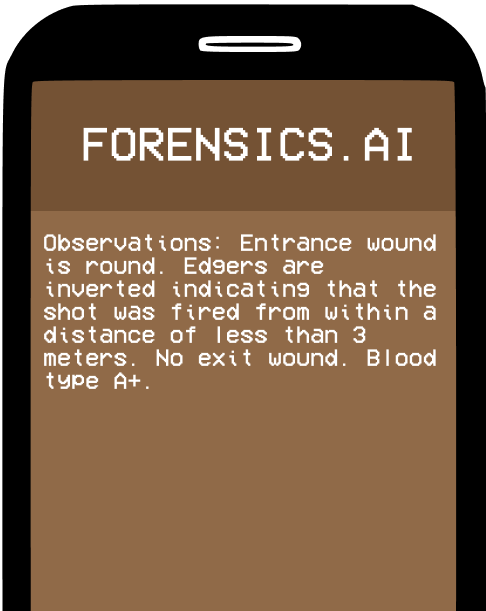 FORENSICS.AI
Observations: Entrance wound
is round. Edgers are
inverted indicating that the
shot was fired from within a
distance of less than 3
meters. No exit wound. Blood
type A+.